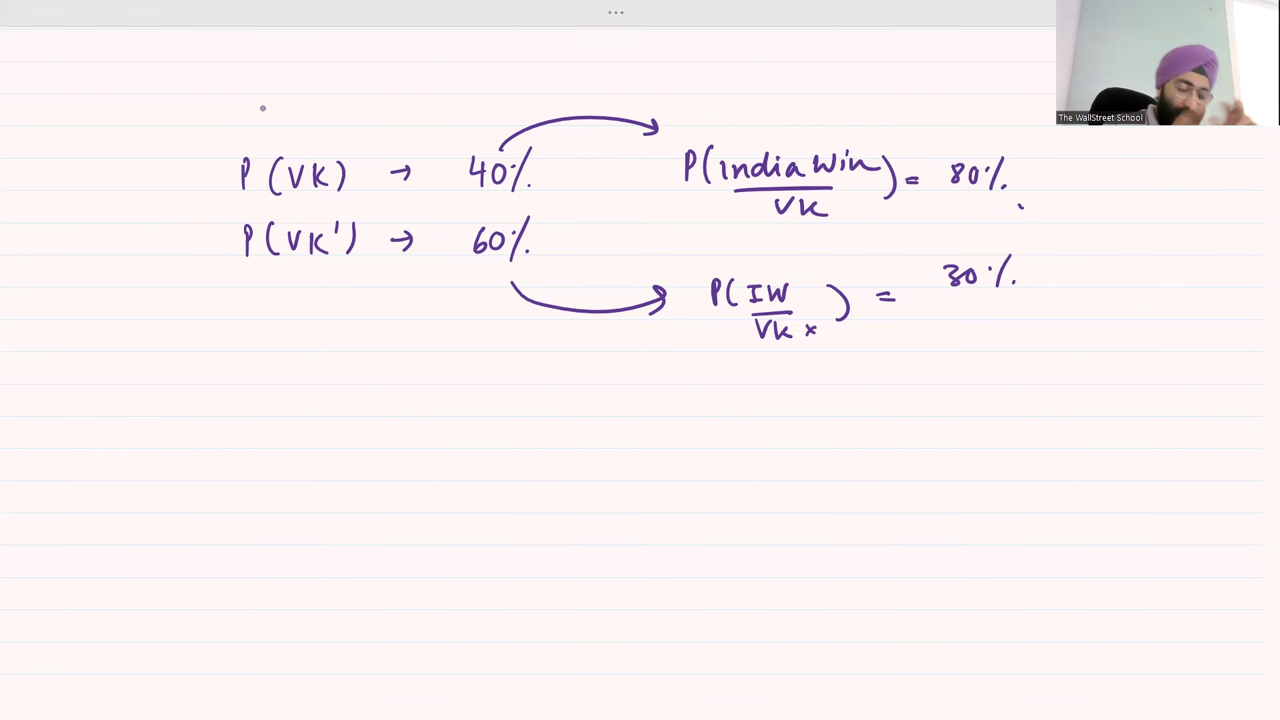 ...
The WallStreet School
P (VK) → 40%. P(India Win / VK) = 80%.
P(VK') → 60%.
P(IW / VK ×) = 30%.